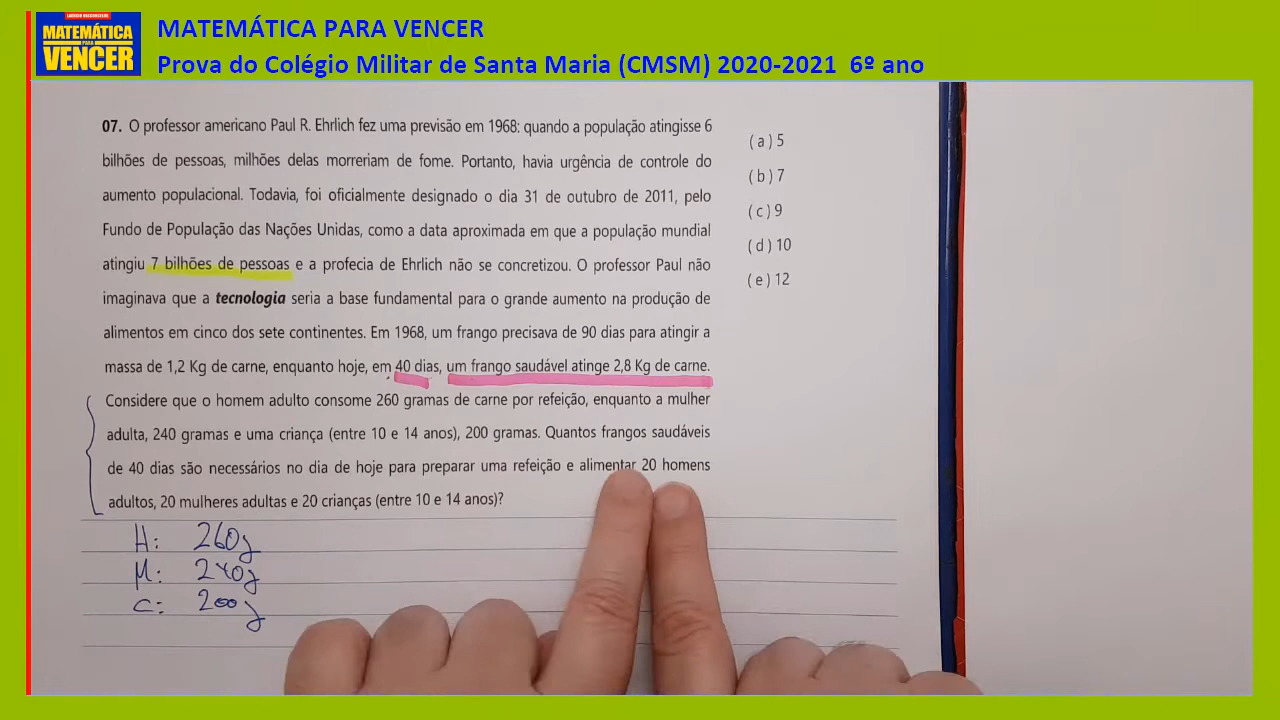 LAÉRCIO VASCONCELOS
MATEMÁTICA
PARA
VENCER
MATEMÁTICA PARA VENCER
Prova do Colégio Militar de Santa Maria (CMSM) 2020-2021 6º ano
07. O professor americano Paul R. Ehrlich fez uma previsão em 1968: quando a população atingisse 6
bilhões de pessoas, milhões delas morreriam de fome. Portanto, havia urgência de controle do
aumento populacional. Todavia, foi oficialmente designado o dia 31 de outubro de 2011, pelo
Fundo de População das Nações Unidas, como a data aproximada em que a população mundial
atingiu 7 bilhões de pessoas e a profecia de Ehrlich não se concretizou. O professor Paul não
imaginava que a tecnologia seria a base fundamental para o grande aumento na produção de
alimentos em cinco dos sete continentes. Em 1968, um frango precisava de 90 dias para atingir a
massa de 1,2 Kg de carne, enquanto hoje, em 40 dias, um frango saudável atinge 2,8 Kg de carne.
Considere que o homem adulto consome 260 gramas de carne por refeição, enquanto a mulher
adulta, 240 gramas e uma criança (entre 10 e 14 anos), 200 gramas. Quantos frangos saudáveis
de 40 dias são necessários no dia de hoje para preparar uma refeição e alimentar 20 homens
adultos, 20 mulheres adultas e 20 crianças (entre 10 e 14 anos)?
( a ) 5
( b ) 7
( c ) 9
( d ) 10
( e ) 12
H: 260g
M: 240g
C: 200g